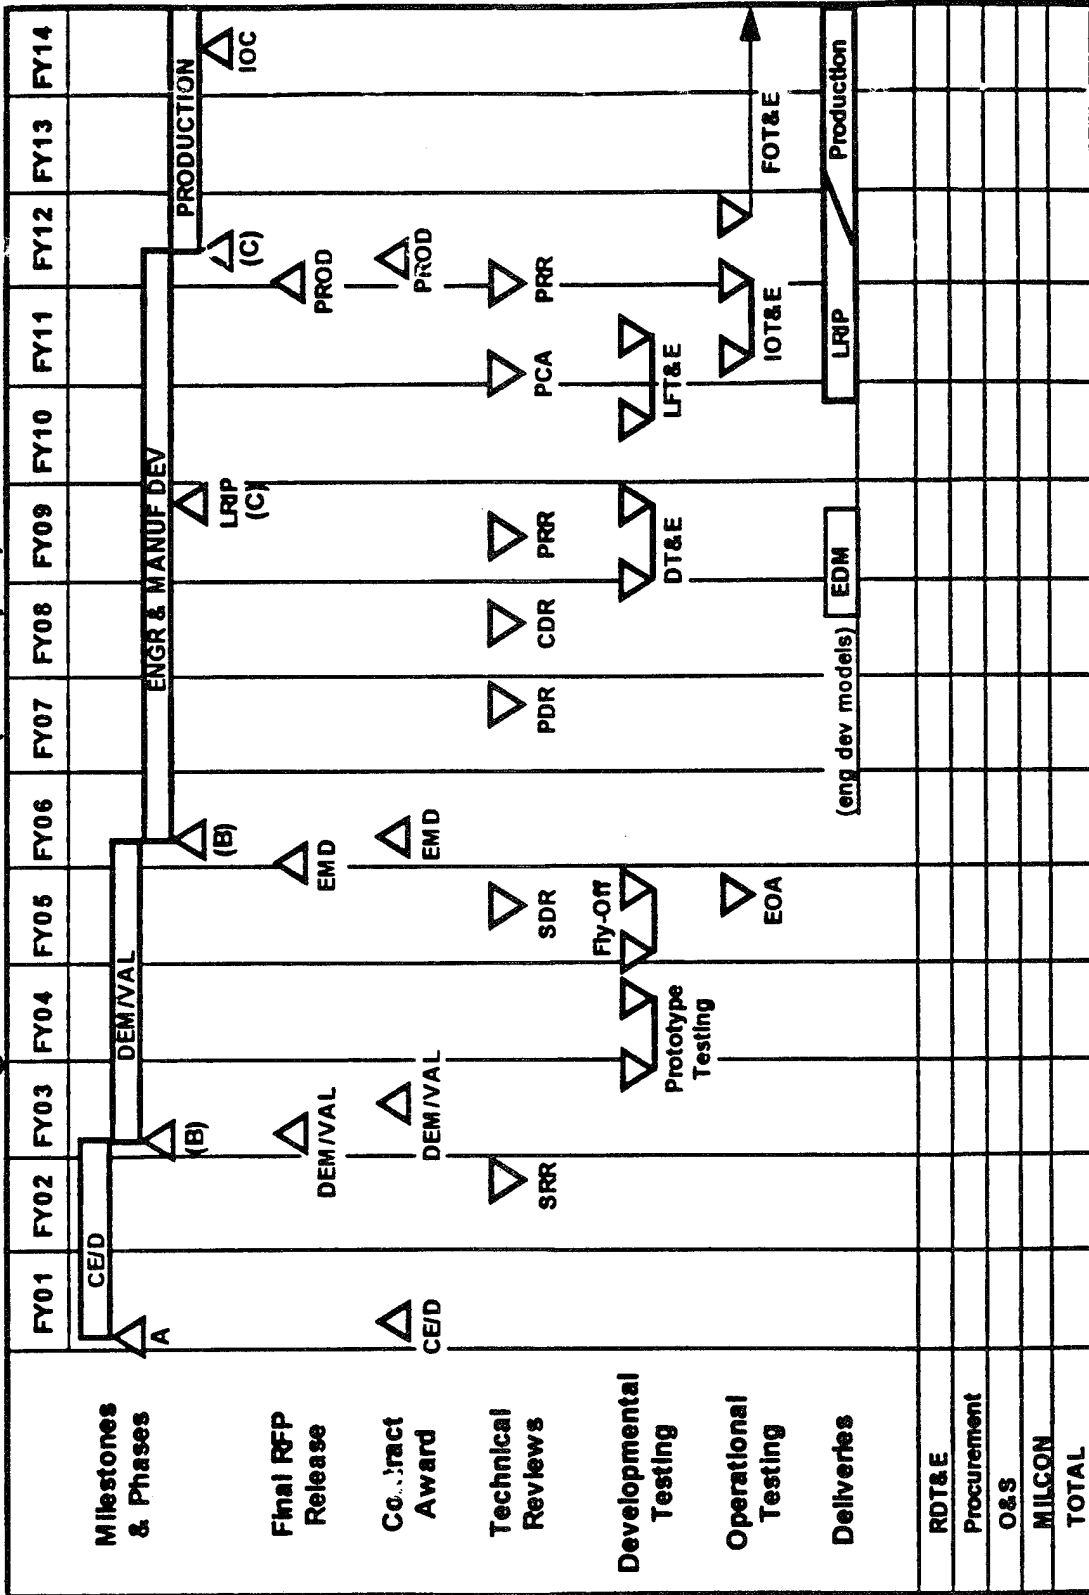 FY01 FY02 FY03 FY04 FY05 FY06 FY07 FY08 FY09 FY10 FY11 FY12 FY13 FY14
Milestones
& Phases
CE/D
DEM/VAL
ENGR & MANUF DEV
PRODUCTION
A
(B)
(B)
LRIP
(C)
(C)
IOC
Final RFP
Release
DEM/VAL
EMD
PROD
Contract
Award
CE/D
DEM/VAL
EMD
PROD
Technical
Reviews
SRR
SDR
PDR
CDR
PRR
PCA
PRR
Developmental
Testing
Prototype
Testing
Fly-Off
DT&E
LFT&E
Operational
Testing
EOA
IOT&E
FOT&E
Deliveries
(eng dev models)
EDM
LRIP
Production
RDT&E
Procurement
O&S
MILCON
TOTAL